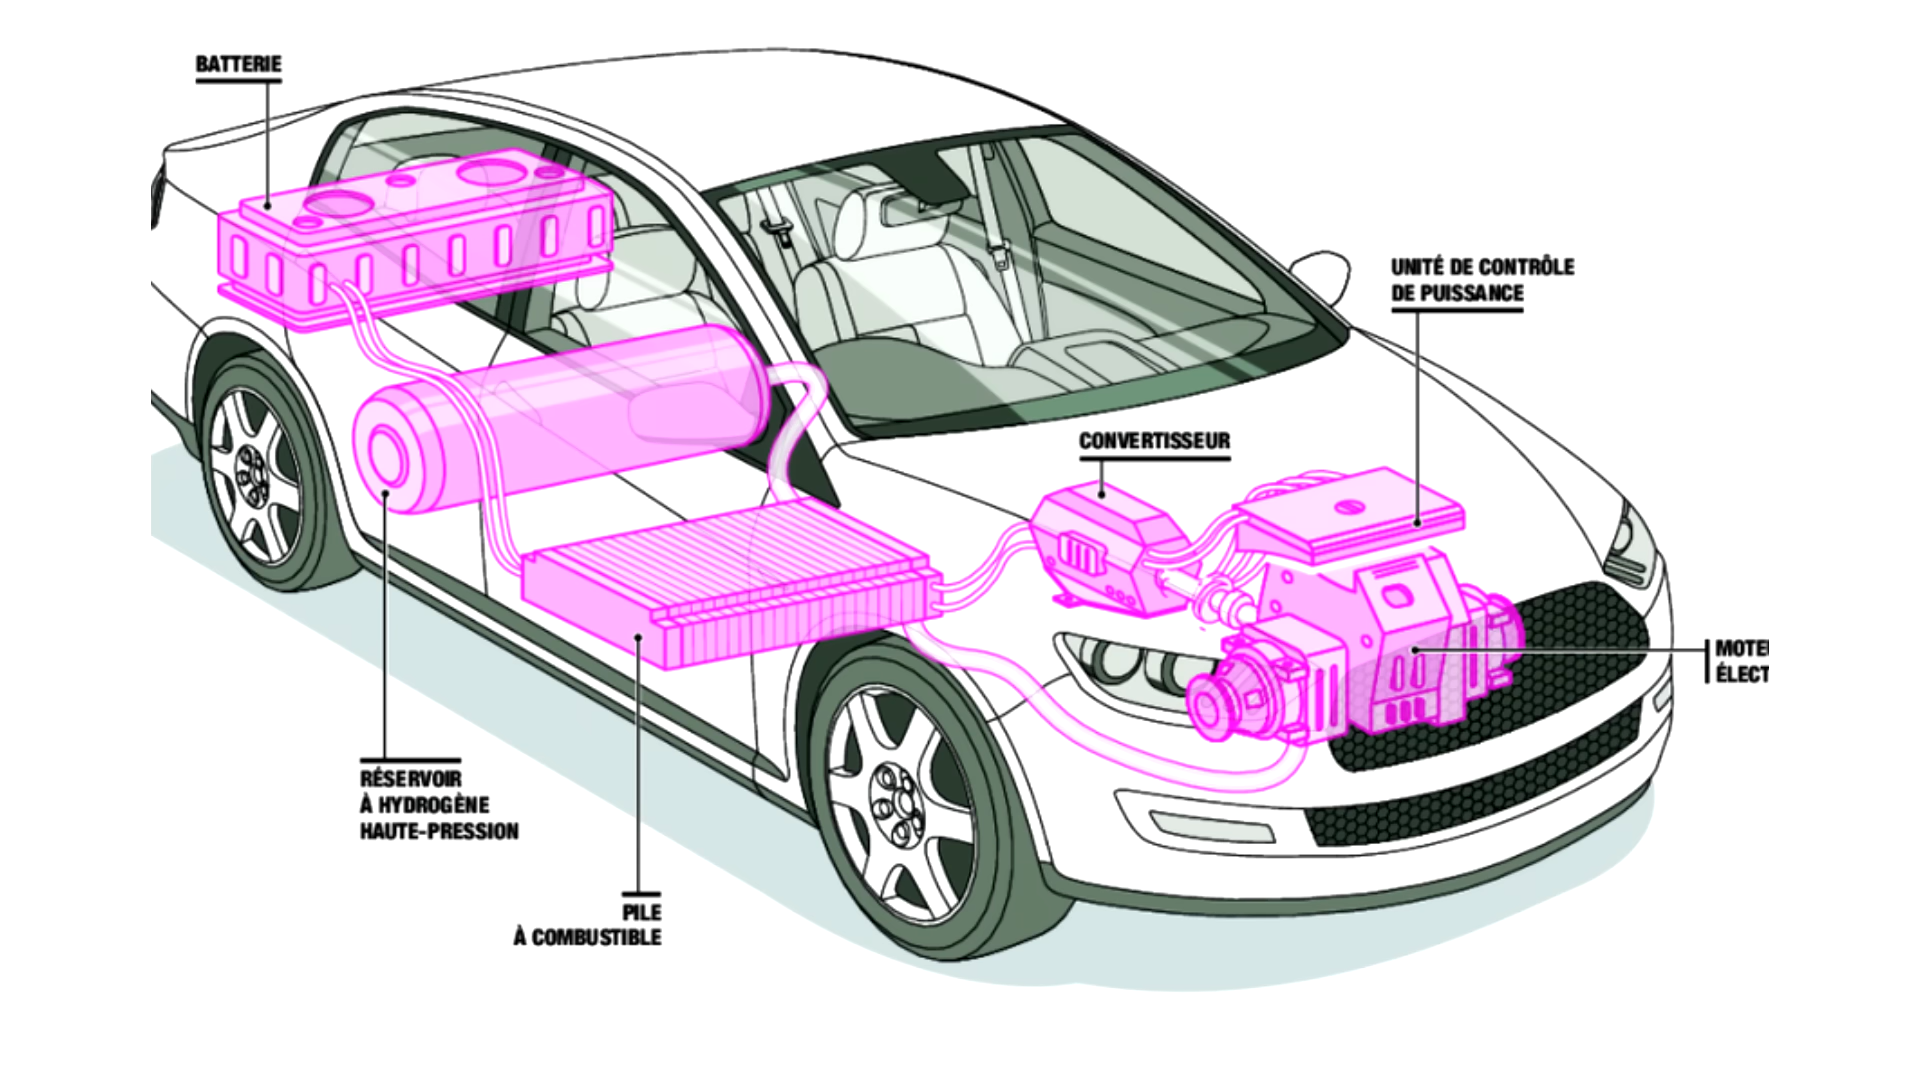 BATTERIE
UNITÉ DE CONTRÔLE
DE PUISSANCE
CONVERTISSEUR
RÉSERVOIR
À HYDROGÈNE
HAUTE-PRESSION
PILE
À COMBUSTIBLE